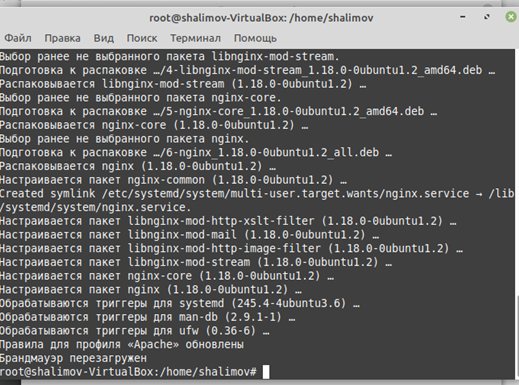 root@shalimov-VirtualBox: /home/shalimov
Файл Правка Вид Поиск Терминал Помощь
Выбор ранее не выбранного пакета libnginx-mod-stream.
Подготовка к распаковке …/4-libnginx-mod-stream_1.18.0-0ubuntu1.2_amd64.deb …
Распаковывается libnginx-mod-stream (1.18.0-0ubuntu1.2) …
Выбор ранее не выбранного пакета nginx-core.
Подготовка к распаковке …/5-nginx-core_1.18.0-0ubuntu1.2_amd64.deb …
Распаковывается nginx-core (1.18.0-0ubuntu1.2) …
Выбор ранее не выбранного пакета nginx.
Подготовка к распаковке …/6-nginx_1.18.0-0ubuntu1.2_all.deb …
Распаковывается nginx (1.18.0-0ubuntu1.2) …
Настраивается пакет nginx-common (1.18.0-0ubuntu1.2) …
Created symlink /etc/systemd/system/multi-user.target.wants/nginx.service → /lib
/systemd/system/nginx.service.
Настраивается пакет libnginx-mod-http-xslt-filter (1.18.0-0ubuntu1.2) …
Настраивается пакет libnginx-mod-mail (1.18.0-0ubuntu1.2) …
Настраивается пакет libnginx-mod-http-image-filter (1.18.0-0ubuntu1.2) …
Настраивается пакет libnginx-mod-stream (1.18.0-0ubuntu1.2) …
Настраивается пакет nginx-core (1.18.0-0ubuntu1.2) …
Настраивается пакет nginx (1.18.0-0ubuntu1.2) …
Обрабатываются триггеры для systemd (245.4-4ubuntu3.6) …
Обрабатываются триггеры для man-db (2.9.1-1) …
Обрабатываются триггеры для ufw (0.36-6) …
Правила для профиля «Apache» обновлены
Брандмауэр перезагружен
root@shalimov-VirtualBox:/home/shalimov#